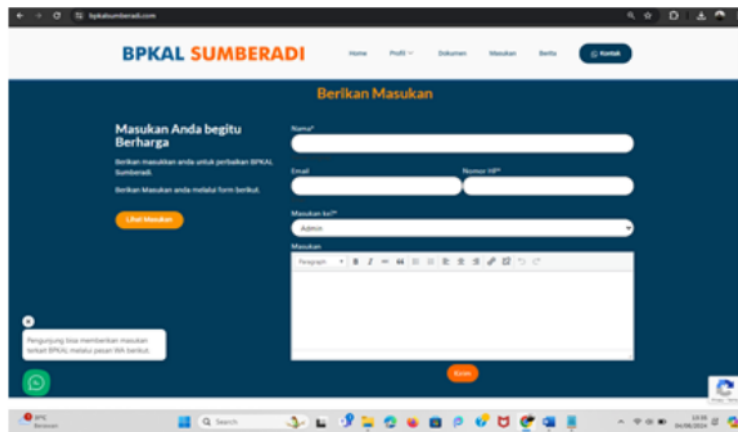 bpkalsumberadi.com
BPKAL SUMBERADI
Home Profil Dokumen Masukan Berita Kontak
Berikan Masukan
Masukan Anda begitu
Berharga
Berikan masukkan anda untuk perbaikan BPKAL
Sumberadi.
Berikan Masukan anda melalui form berikut.
Lihat Masukan
Nama*
Email Nomor HP*
Masukan ke?*
Admin
Masukan
Paragraph
Kirim
Pengunjung bisa memberikan masukan
terkait BPKAL melalui pesan WA berikut.
Search